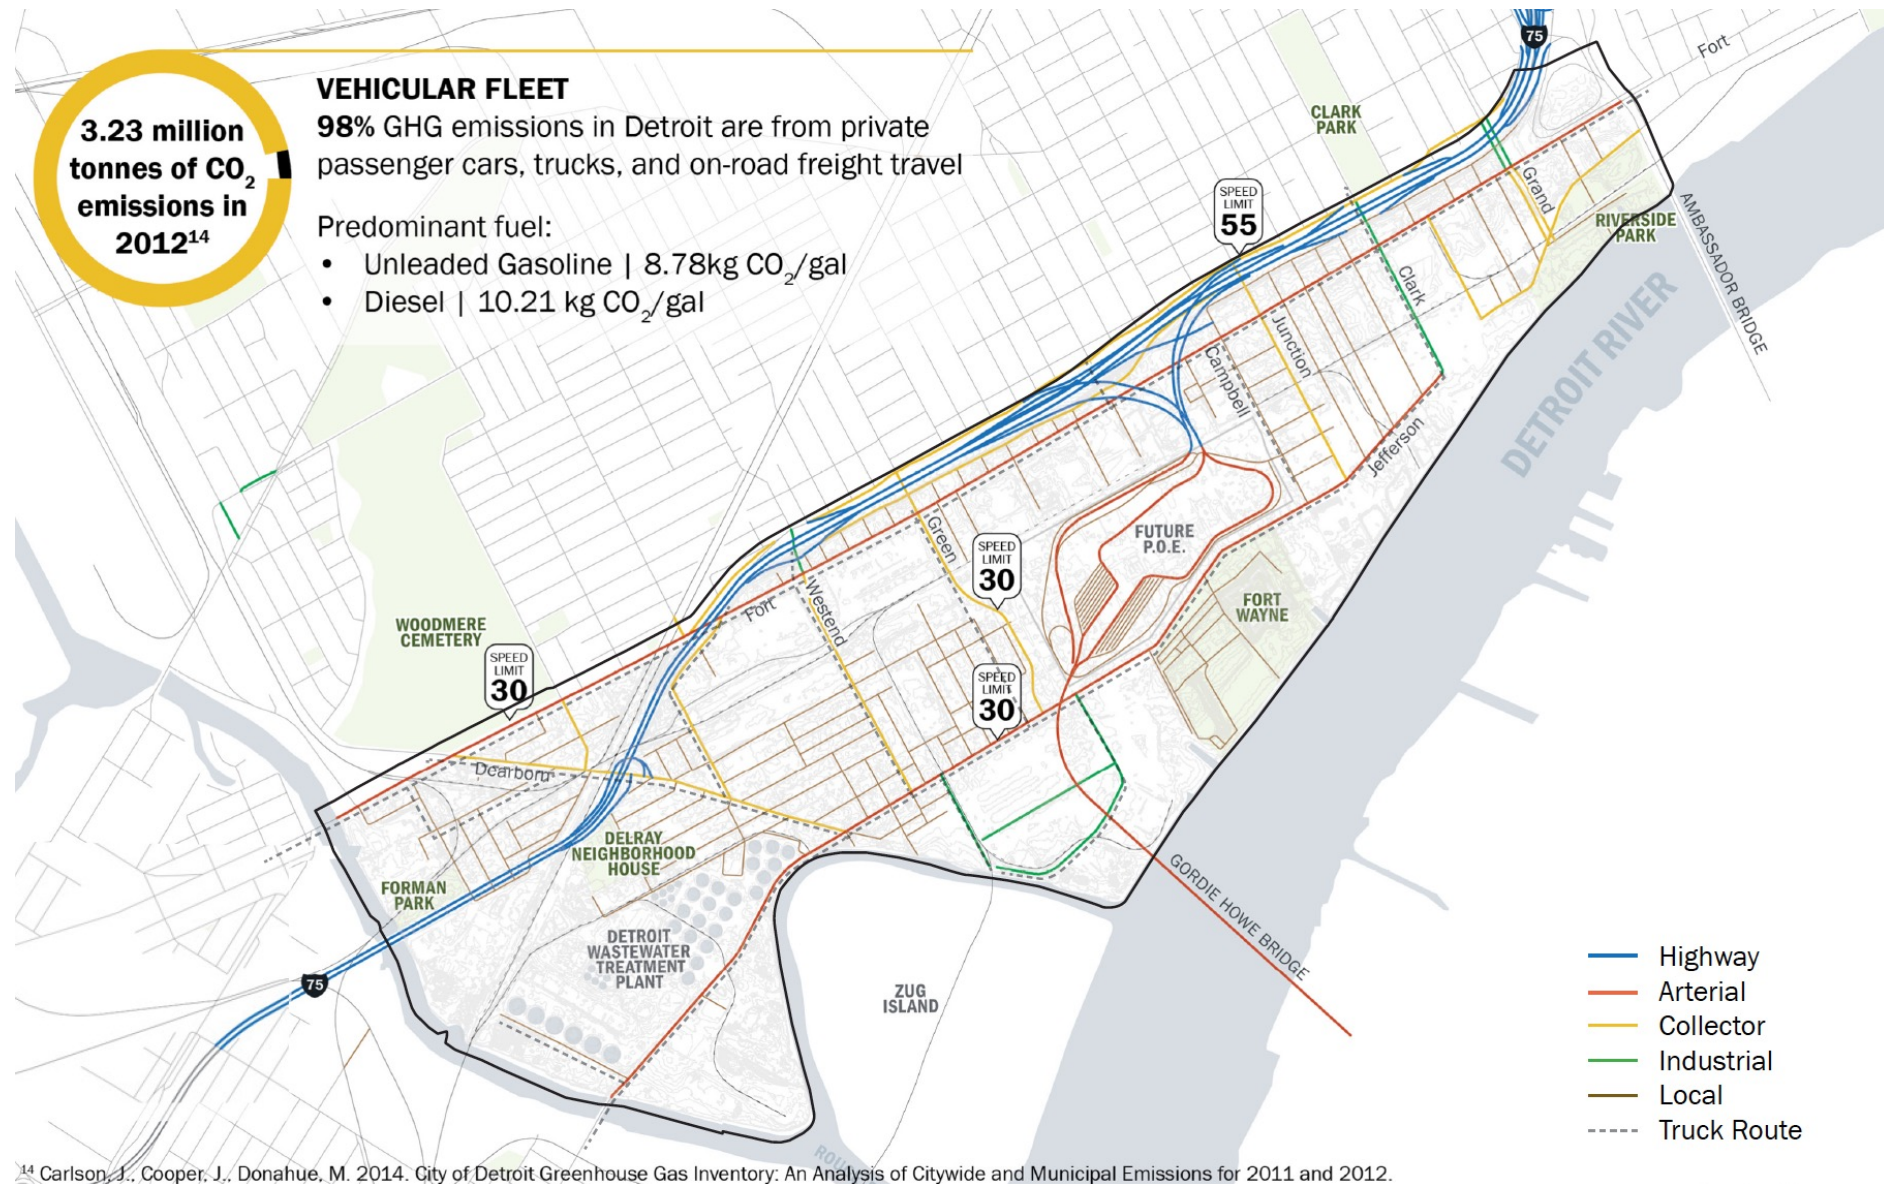 3.23 million
tonnes of CO2
emissions in
2012¹⁴
VEHICULAR FLEET
98% GHG emissions in Detroit are from private
passenger cars, trucks, and on-road freight travel
Predominant fuel:
• Unleaded Gasoline | 8.78kg CO2/gal
• Diesel | 10.21 kg CO2/gal
75
Fort
CLARK
PARK
Grand
RIVERSIDE
PARK
AMBASSADOR BRIDGE
SPEED
LIMIT
55
Clark
DETROIT RIVER
Junction
Campbell
Jefferson
Green
FUTURE
P.O.E.
SPEED
LIMIT
30
FORT
WAYNE
Fort
Westend
WOODMERE
CEMETERY
SPEED
LIMIT
30
SPEED
LIMIT
30
Dearborn
DELRAY
NEIGHBORHOOD
HOUSE
FORMAN
PARK
GORDIE HOWE BRIDGE
DETROIT
WASTEWATER
TREATMENT
PLANT
75
ZUG
ISLAND
Highway
Arterial
Collector
Industrial
Local
Truck Route
¹⁴ Carlson, J., Cooper, J., Donahue, M. 2014. City of Detroit Greenhouse Gas Inventory: An Analysis of Citywide and Municipal Emissions for 2011 and 2012.